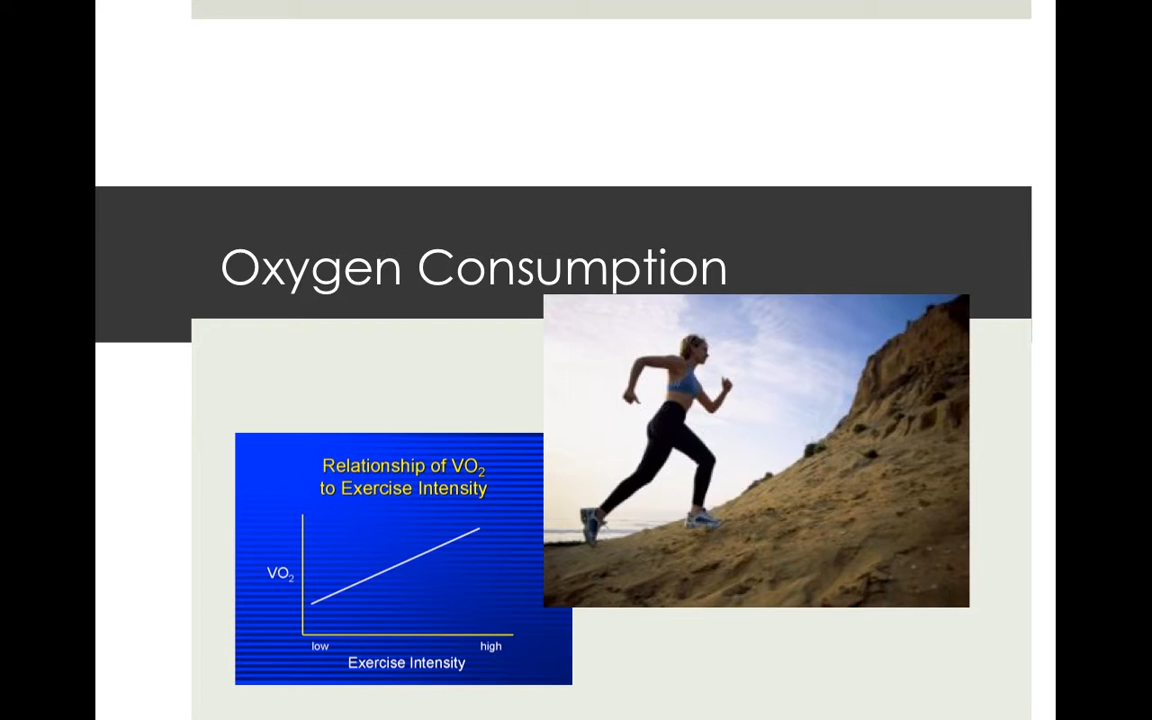 Oxygen Consumption
Relationship of VO₂
to Exercise Intensity
VO₂
low high
Exercise Intensity